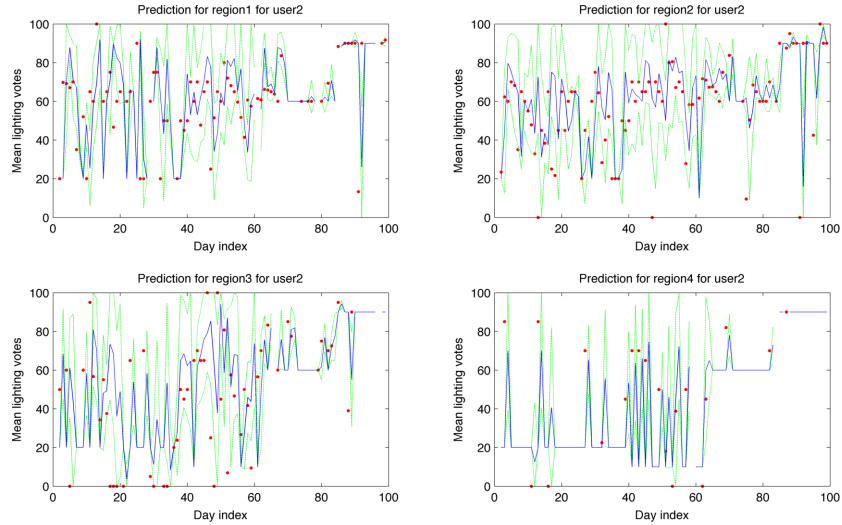 Prediction for region1 for user2
100
80
60
40
20
0
Mean lighting votes
0 20 40 60 80 100
Day index
Prediction for region2 for user2
100
80
60
40
20
0
Mean lighting votes
0 20 40 60 80 100
Day index
Prediction for region3 for user2
100
80
60
40
20
0
Mean lighting votes
0 20 40 60 80 100
Day index
Prediction for region4 for user2
100
80
60
40
20
0
Mean lighting votes
0 20 40 60 80 100
Day index